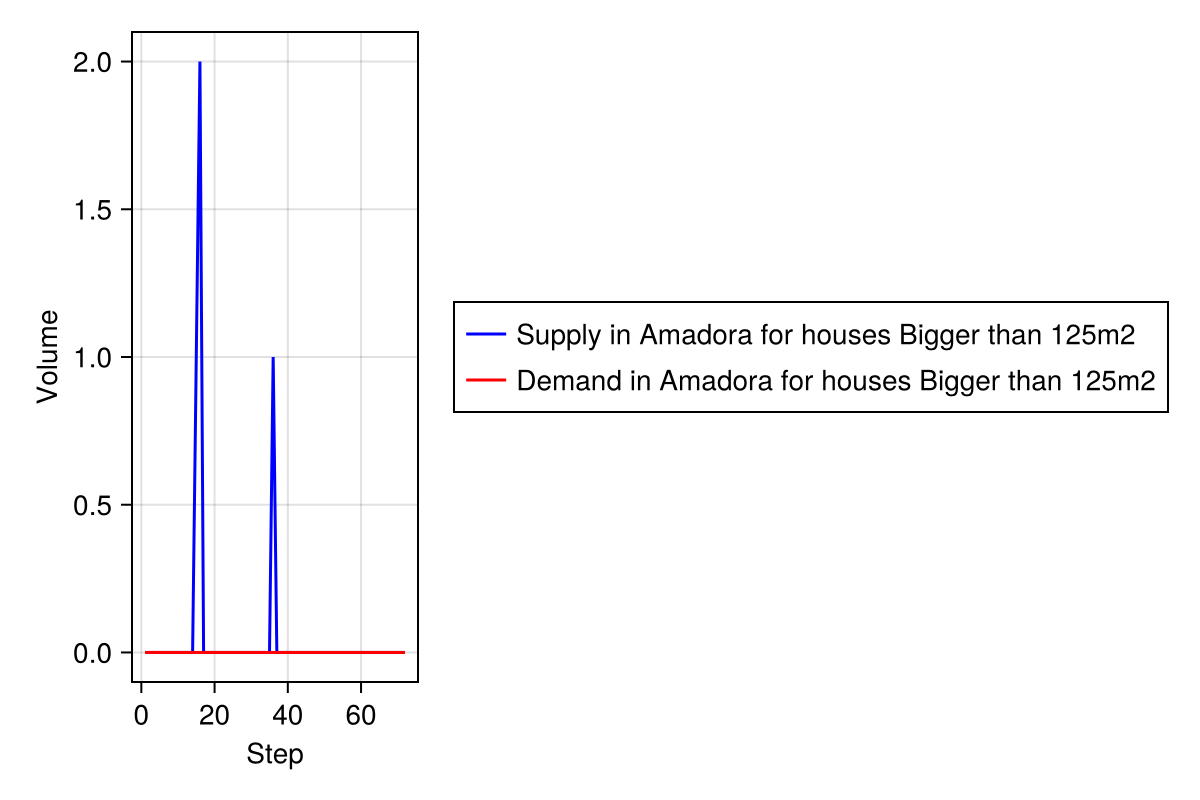 2.0
1.5
1.0
0.5
0.0
Volume
0 20 40 60
Step
Supply in Amadora for houses Bigger than 125m2
Demand in Amadora for houses Bigger than 125m2